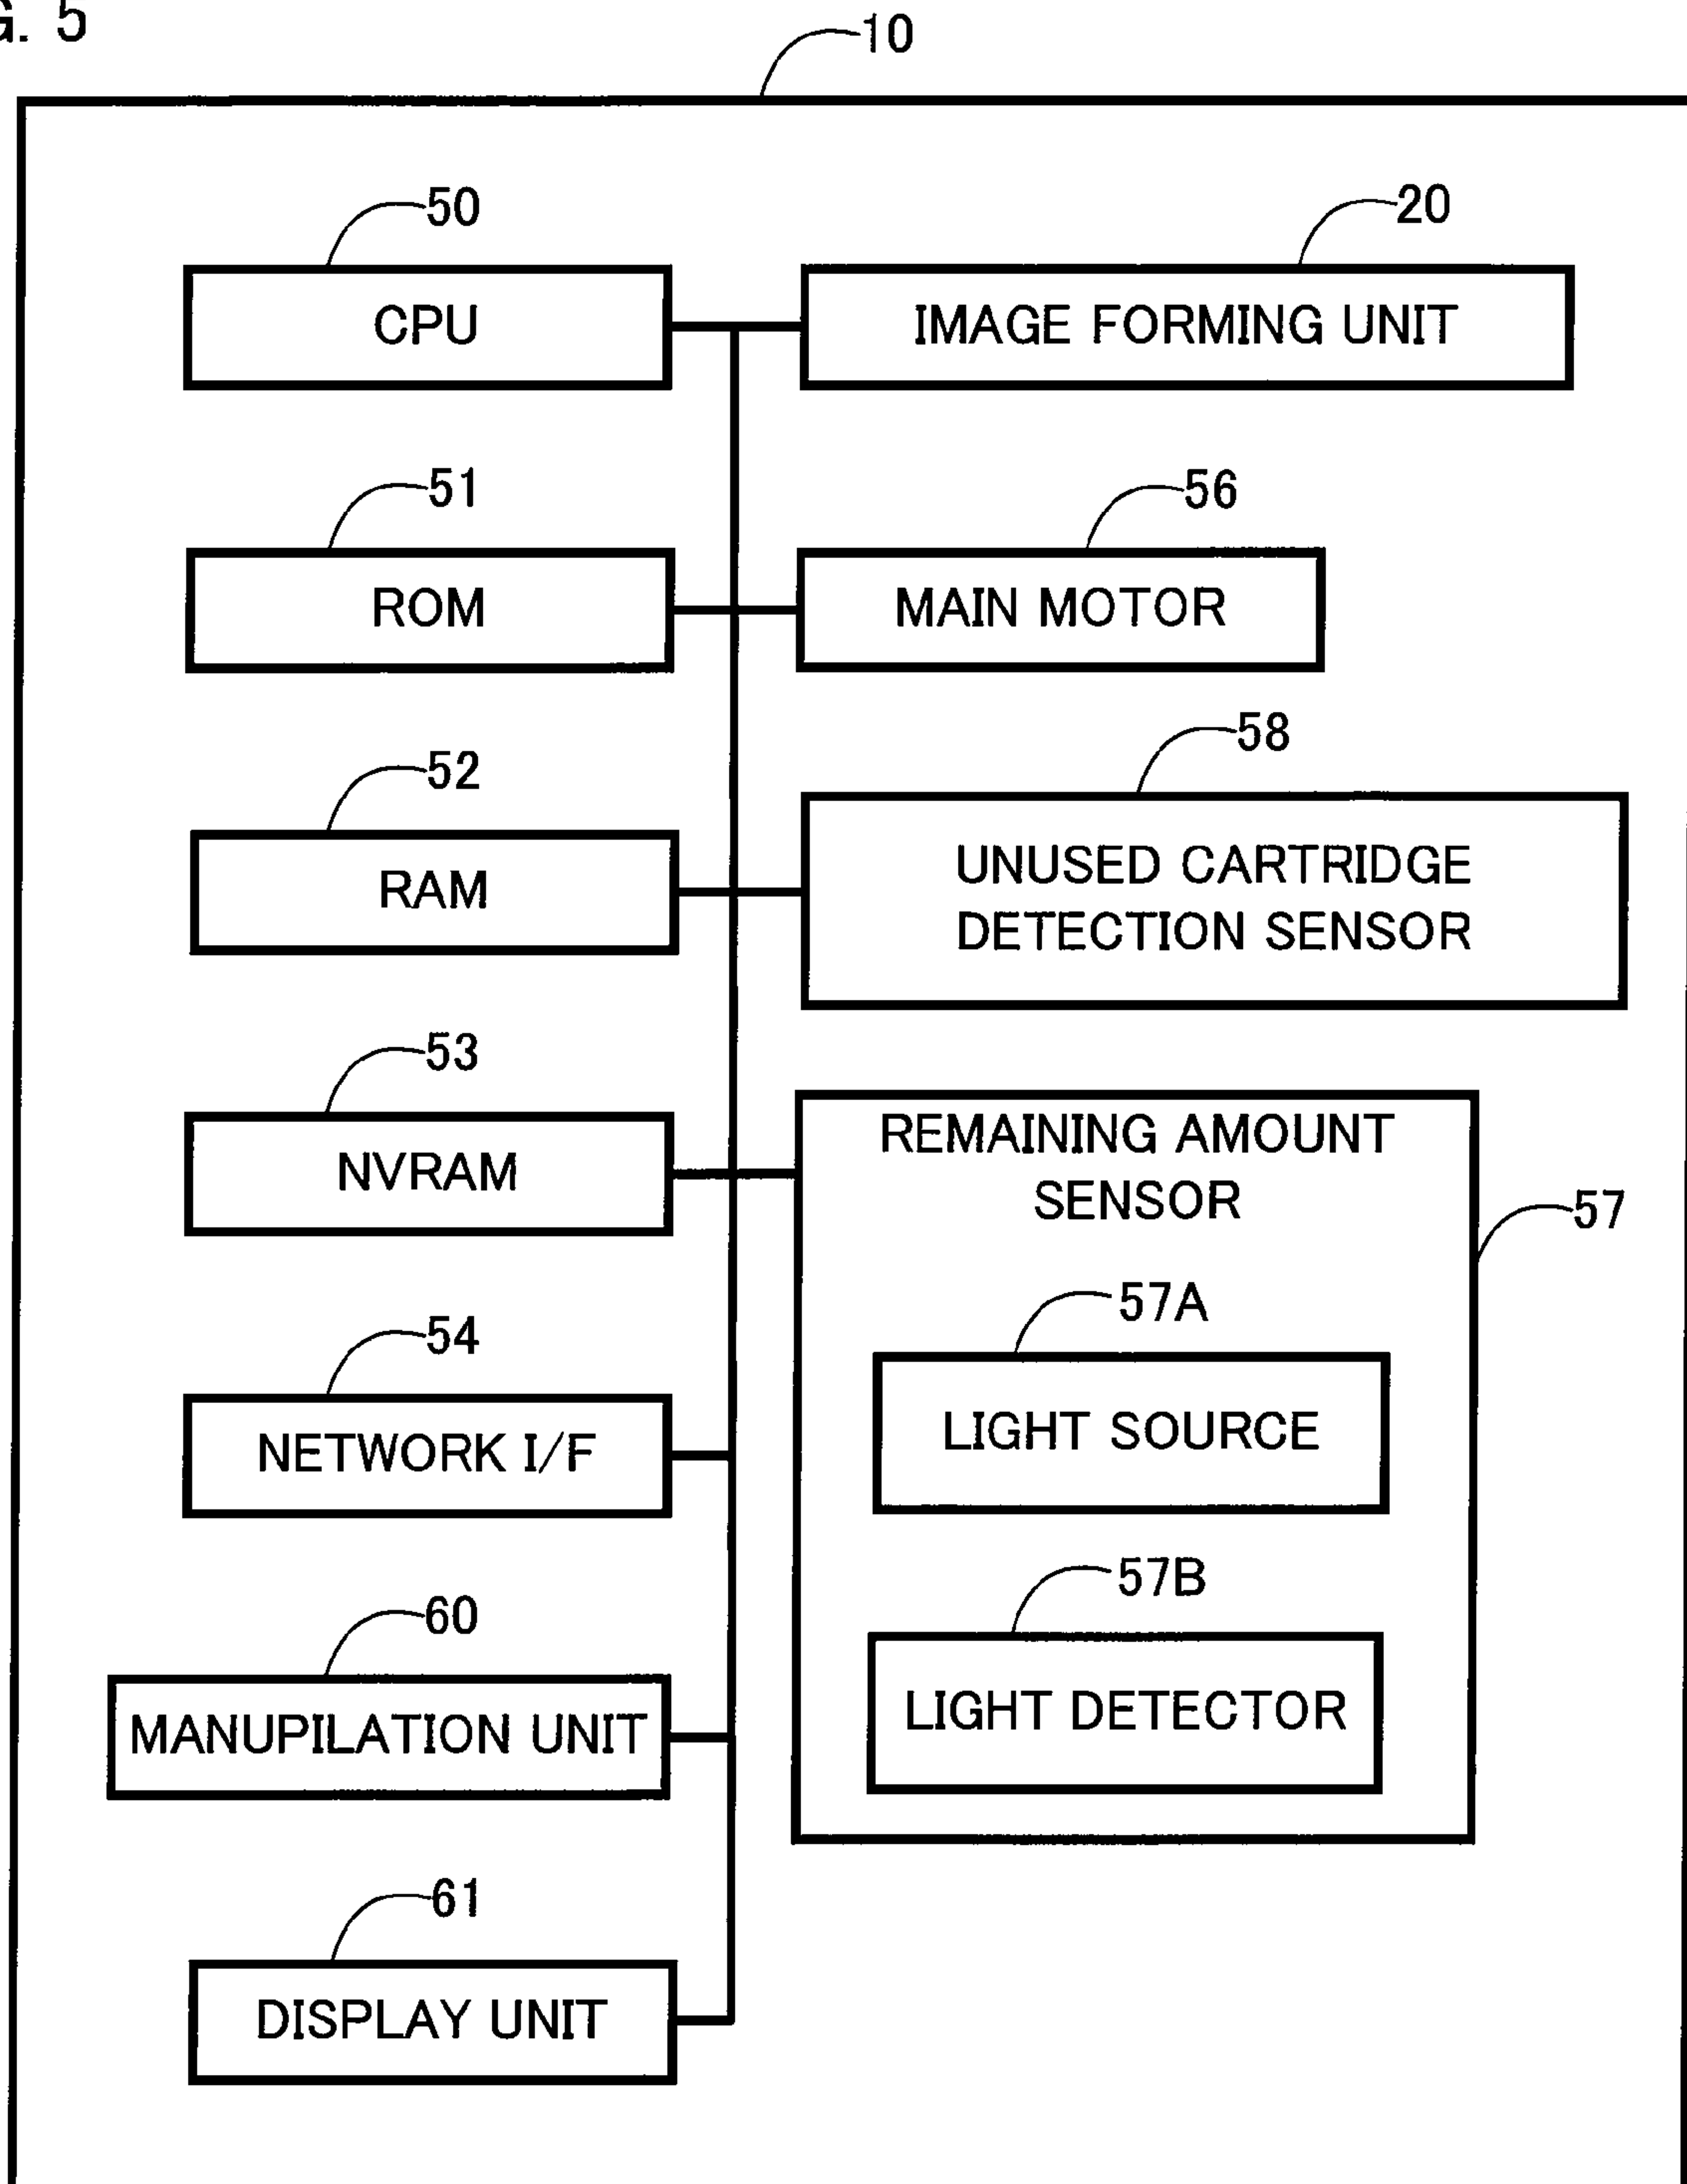 G. 5
10
50
CPU
20
IMAGE FORMING UNIT
51
ROM
56
MAIN MOTOR
52
RAM
58
UNUSED CARTRIDGE
DETECTION SENSOR
53
NVRAM
REMAINING AMOUNT
SENSOR
57
54
NETWORK I/F
57A
LIGHT SOURCE
60
MANUPILATION UNIT
57B
LIGHT DETECTOR
61
DISPLAY UNIT